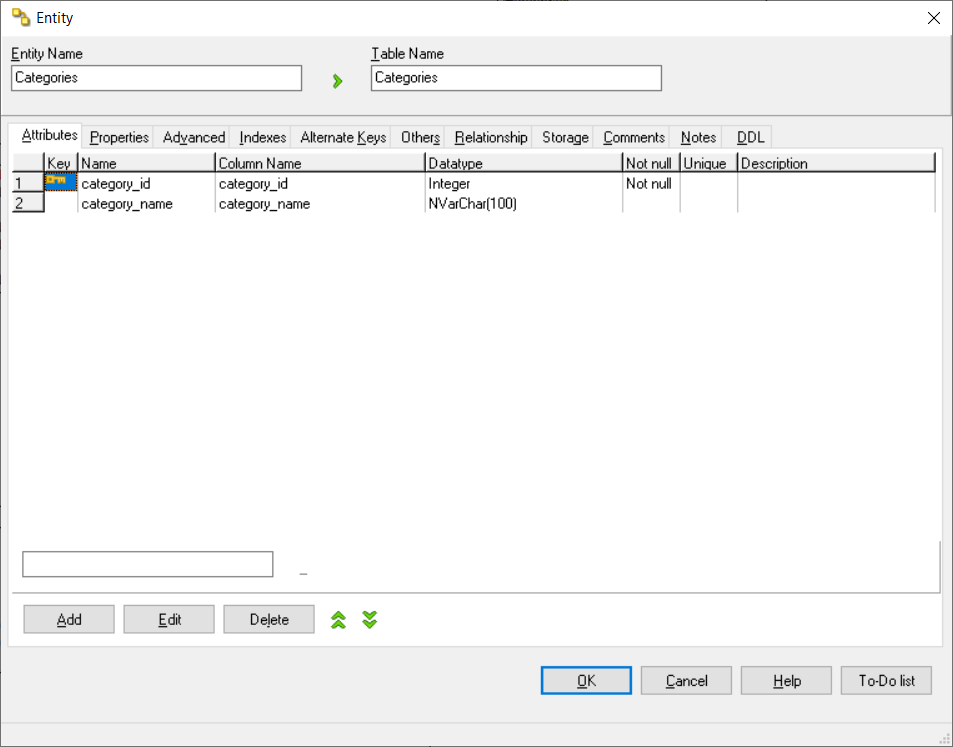 Entity
Entity Name Table Name
Categories Categories
Attributes Properties Advanced Indexes Alternate Keys Others Relationship Storage Comments Notes DDL
Key Name Column Name Datatype Not null Unique Description
1 category_id category_id Integer Not null
2 category_name category_name NVarChar(100)
Add Edit Delete
OK Cancel Help To-Do list